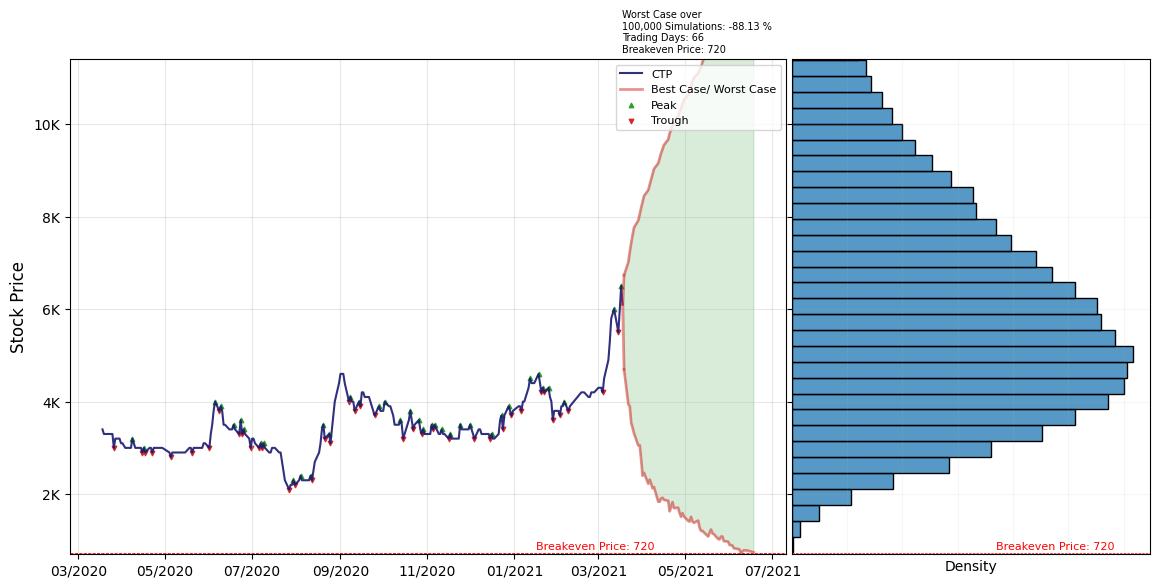 Worst Case over
100,000 Simulations: -88.13 %
Trading Days: 66
Breakeven Price: 720
CTP
Best Case/ Worst Case
Peak
Trough
10K
8K
6K
4K
2K
Stock Price
Breakeven Price: 720
Breakeven Price: 720
03/2020
05/2020
07/2020
09/2020
11/2020
01/2021
03/2021
05/2021
07/2021
Density